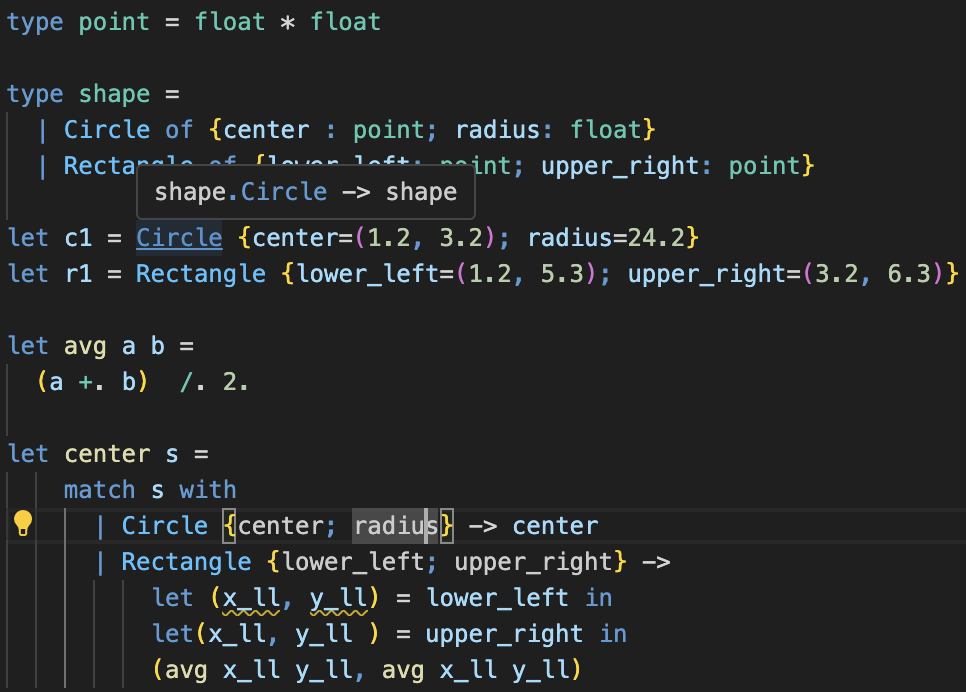 type point = float * float
type shape =
| Circle of {center : point; radius: float}
| Rectangle of {lower_left: point; upper_right: point}
shape.Circle -> shape
let c1 = Circle {center=(1.2, 3.2); radius=24.2}
let r1 = Rectangle {lower_left=(1.2, 5.3); upper_right=(3.2, 6.3)}
let avg a b =
(a +. b)  /. 2.
let center s =
match s with
| Circle {center; radius} -> center
| Rectangle {lower_left; upper_right} ->
let (x_ll, y_ll) = lower_left in
let(x_ll, y_ll ) = upper_right in
(avg x_ll y_ll, avg x_ll y_ll)